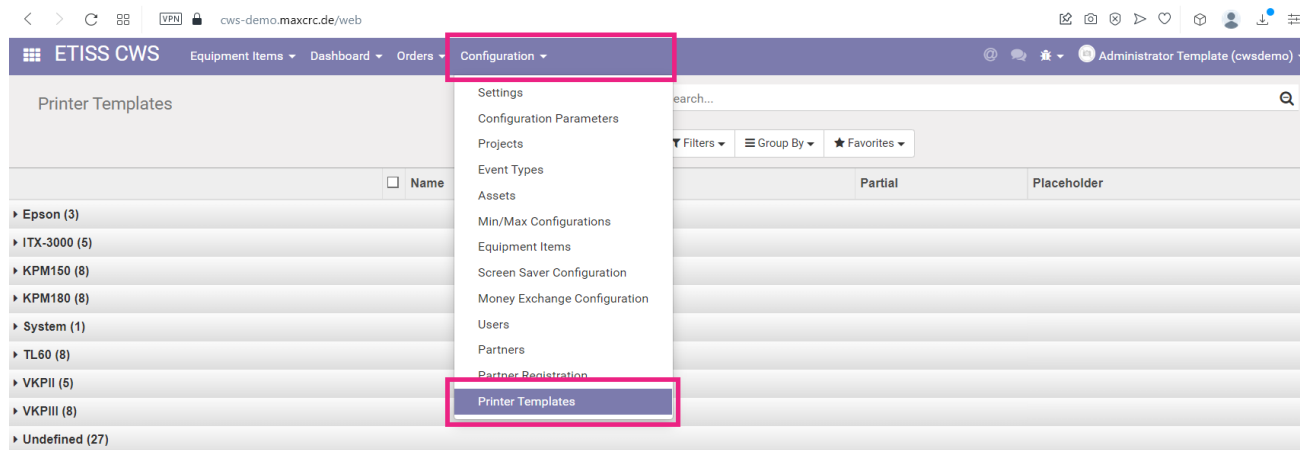 VPN cws-demo.maxcrc.de/web
ETISS CWS Equipment Items Dashboard Orders Configuration Administrator Template (cwsdemo)
Printer Templates
earch...
Filters Group By Favorites
Name Partial Placeholder
Settings
Configuration Parameters
Projects
Event Types
Assets
Min/Max Configurations
Equipment Items
Screen Saver Configuration
Money Exchange Configuration
Users
Partners
Partner Registration
Printer Templates
Epson (3)
ITX-3000 (5)
KPM150 (8)
KPM180 (8)
System (1)
TL60 (8)
VKPII (5)
VKPIII (8)
Undefined (27)